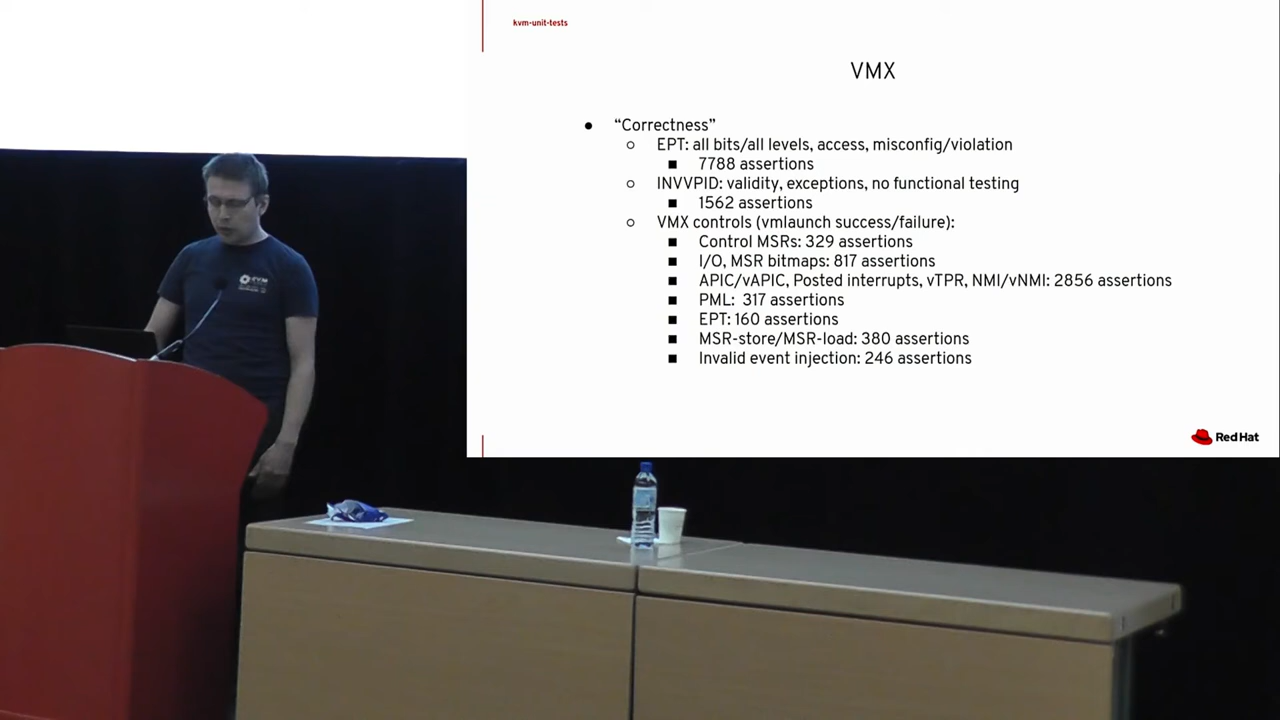 kvm-unit-tests
VMX
● “Correctness”
○ EPT: all bits/all levels, access, misconfig/violation
■ 7788 assertions
○ INVVPID: validity, exceptions, no functional testing
■ 1562 assertions
○ VMX controls (vmlaunch success/failure):
■ Control MSRs: 329 assertions
■ I/O, MSR bitmaps: 817 assertions
■ APIC/vAPIC, Posted interrupts, vTPR, NMI/vNMI: 2856 assertions
■ PML: 317 assertions
■ EPT: 160 assertions
■ MSR-store/MSR-load: 380 assertions
■ Invalid event injection: 246 assertions
Red Hat
KVM